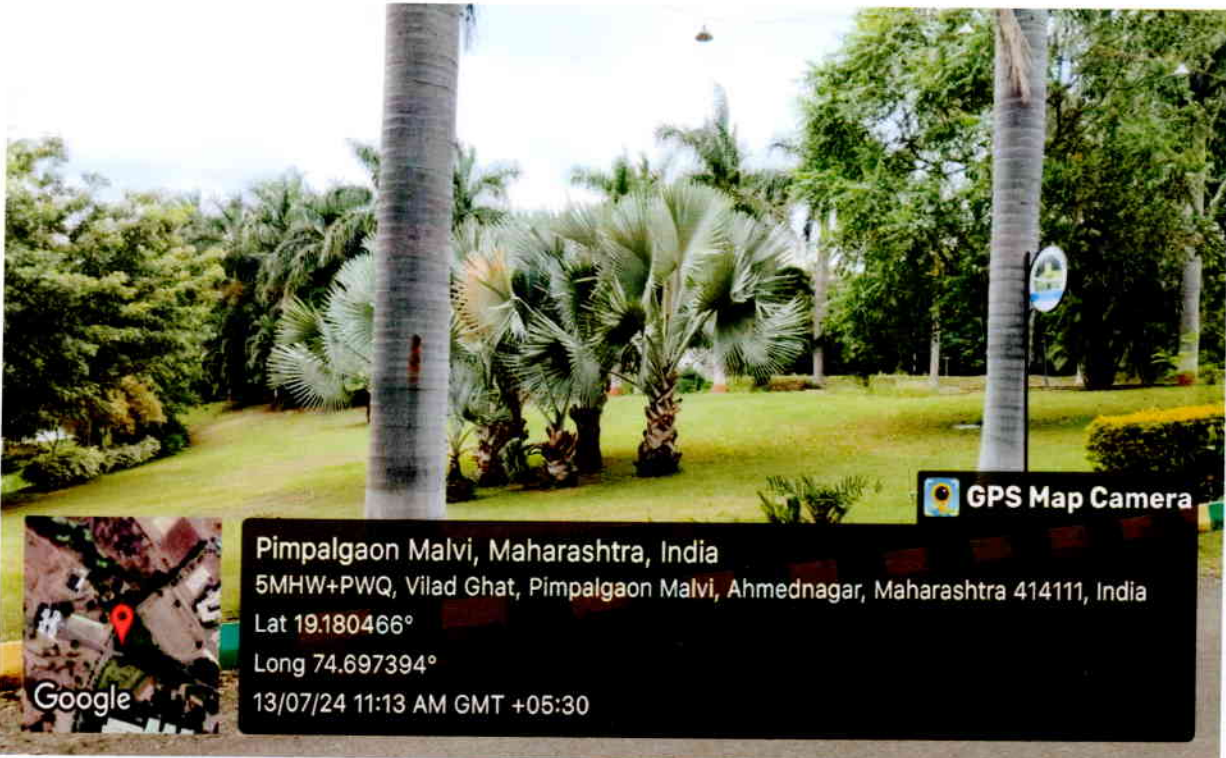 GPS Map Camera
Pimpalgaon Malvi, Maharashtra, India
5MHW+PWQ, Vilad Ghat, Pimpalgaon Malvi, Ahmednagar, Maharashtra 414111, India
Lat 19.180466°
Long 74.697394°
13/07/24 11:13 AM GMT +05:30
Google